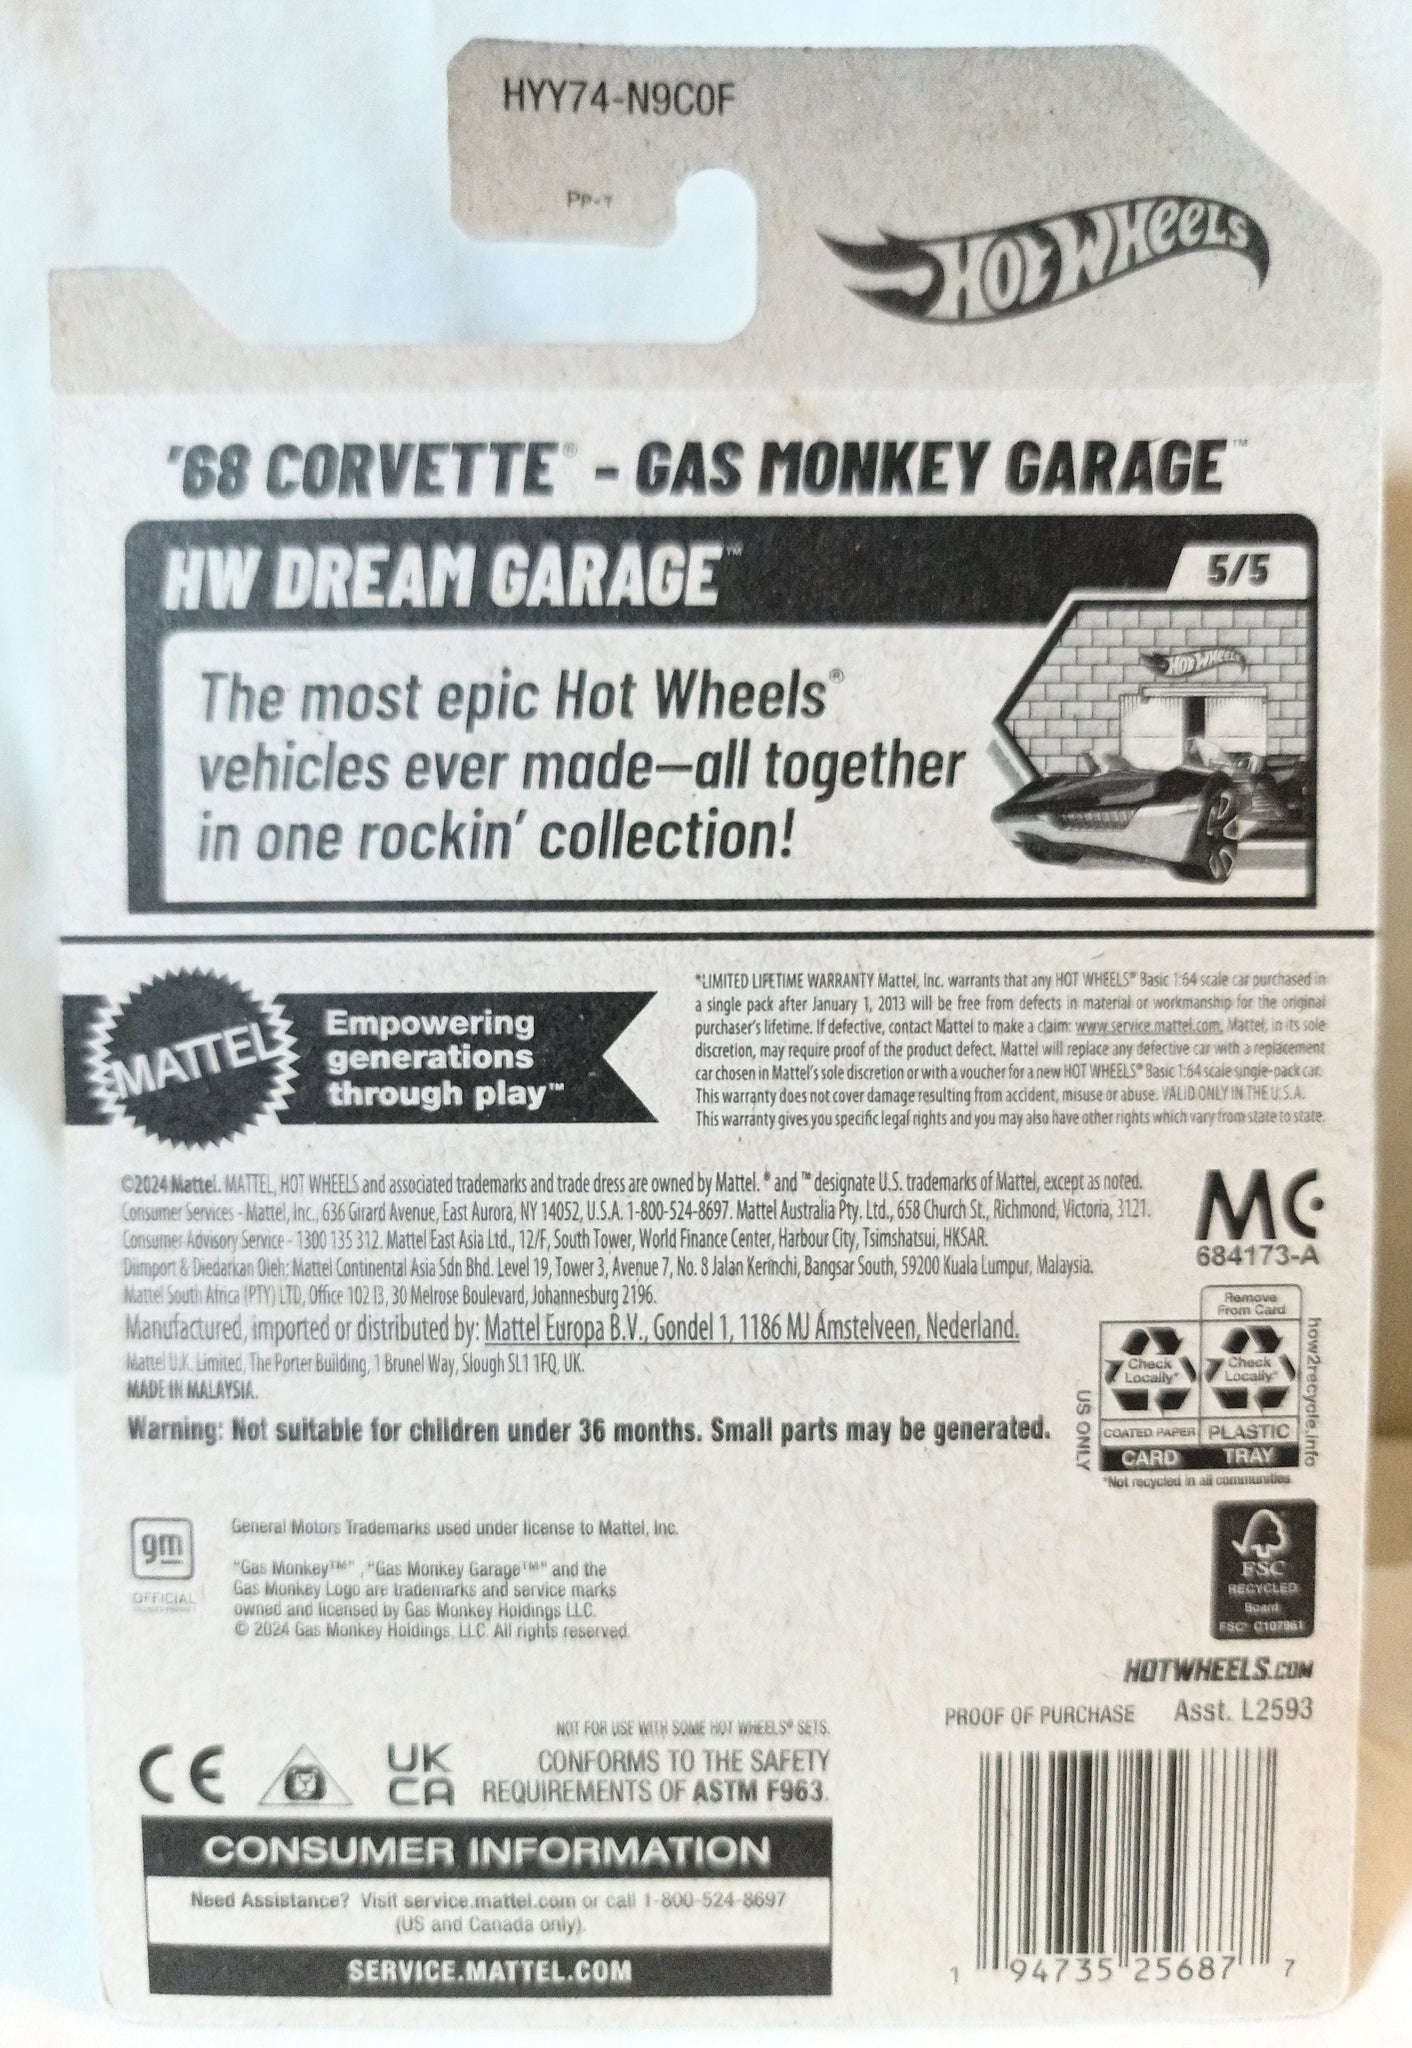 HYY74-N9C0F
HOT WHEELS
'68 CORVETTE® - GAS MONKEY GARAGE™
HW DREAM GARAGE™
5/5
HOT WHEELS
The most epic Hot Wheels®
vehicles ever made—all together
in one rockin' collection!
MATTEL
Empowering
generations
through play™
*LIMITED LIFETIME WARRANTY Mattel, Inc. warrants that any HOT WHEELS® Basic 1:64 scale car purchased in
a single pack after January 1, 2013 will be free from defects in material or workmanship for the original
purchaser's lifetime. If defective, contact Mattel to make a claim: www.service.mattel.com. Mattel, in its sole
discretion, may require proof of the product defect. Mattel will replace any defective car with a replacement
car chosen in Mattel's sole discretion or with a voucher for a new HOT WHEELS® Basic 1:64 scale single-pack car.
This warranty does not cover damage resulting from accident, misuse or abuse. VALID ONLY IN THE U.S.A.
This warranty gives you specific legal rights and you may also have other rights which vary from state to state.
©2024 Mattel. MATTEL, HOT WHEELS and associated trademarks and trade dress are owned by Mattel. ® and ™ designate U.S. trademarks of Mattel, except as noted.
Consumer Services - Mattel, Inc., 636 Girard Avenue, East Aurora, NY 14052, U.S.A. 1-800-524-8697. Mattel Australia Pty. Ltd., 658 Church St., Richmond, Victoria, 3121.
Consumer Advisory Service - 1300 135 312. Mattel East Asia Ltd., 12/F, South Tower, World Finance Center, Harbour City, Tsimshatsui, HKSAR.
Diimport & Diedarkan Oleh: Mattel Continental Asia Sdn Bhd. Level 19, Tower 3, Avenue 7, No. 8 Jalan Kerinchi, Bangsar South, 59200 Kuala Lumpur, Malaysia.
Mattel South Africa (PTY) LTD, Office 102 I3, 30 Melrose Boulevard, Johannesburg 2196.
Manufactured, imported or distributed by: Mattel Europa B.V., Gondel 1, 1186 MJ Amstelveen, Nederland.
Mattel U.K. Limited, The Porter Building, 1 Brunel Way, Slough SL1 1FQ, UK.
MADE IN MALAYSIA.
Warning: Not suitable for children under 36 months. Small parts may be generated.
MC
684173-A
Remove
From Card
Check
Locally*
Check
Locally*
COATED PAPER
PLASTIC
CARD
TRAY
US ONLY
how2recycle.info
*Not recycled in all communities
gm
OFFICIAL
General Motors Trademarks used under license to Mattel, Inc.
"Gas Monkey™", "Gas Monkey Garage™" and the
Gas Monkey Logo are trademarks and service marks
owned and licensed by Gas Monkey Holdings LLC.
© 2024 Gas Monkey Holdings, LLC. All rights reserved.
FSC
RECYCLED
Board
FSC® C107961
HOTWHEELS.COM
PROOF OF PURCHASE Asst. L2593
NOT FOR USE WITH SOME HOT WHEELS® SETS.
CE
UK
CA
CONFORMS TO THE SAFETY
REQUIREMENTS OF ASTM F963.
CONSUMER INFORMATION
Need Assistance? Visit service.mattel.com or call 1-800-524-8697
(US and Canada only).
SERVICE.MATTEL.COM
1 94735 25687 7